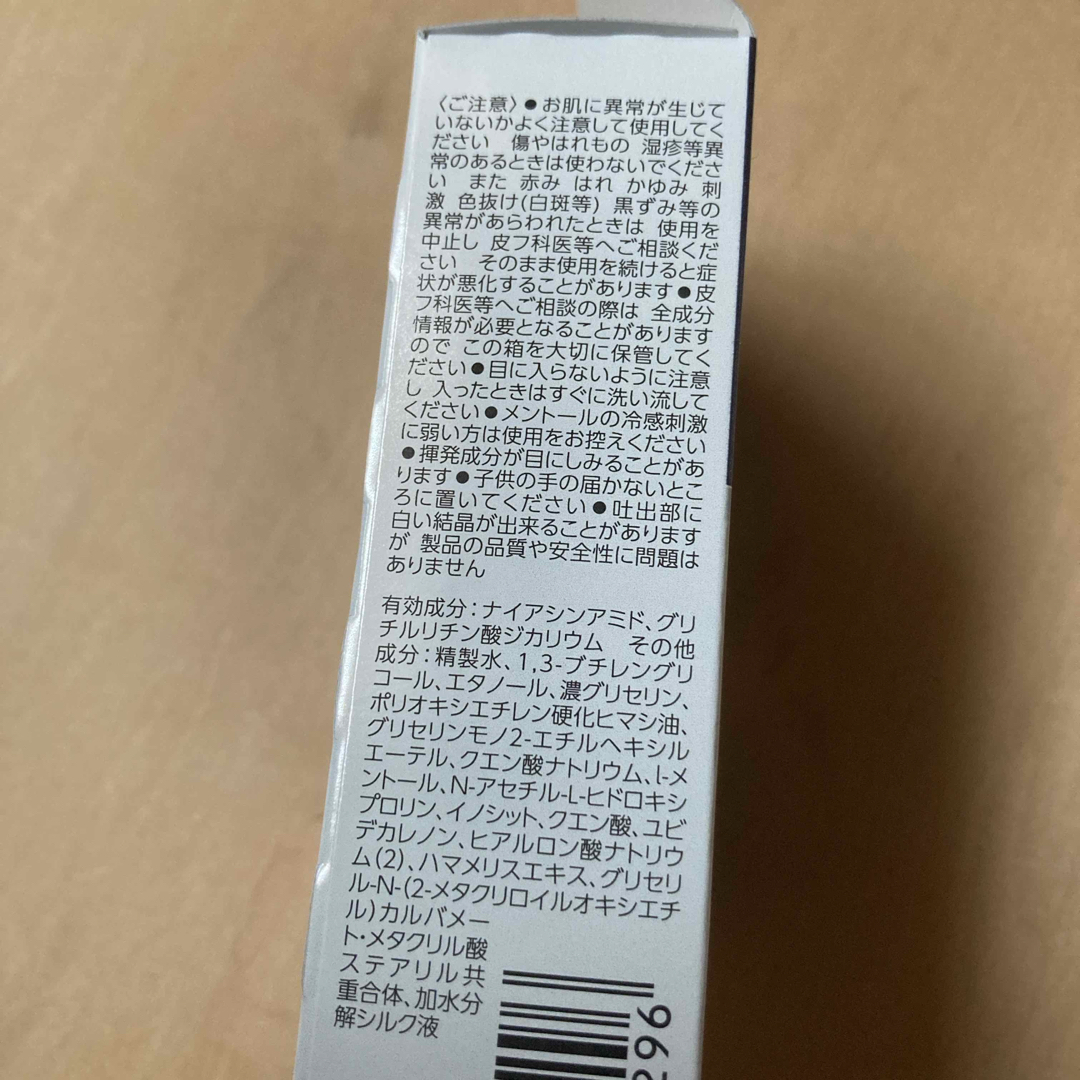 〈ご注意〉●お肌に異常が生じて
いないかよく注意して使用してく
ださい　傷やはれもの　湿疹等異
常のあるときは使わないでくださ
い　また　赤み　はれ　かゆみ　刺
激　色抜け(白斑等)　黒ずみ等の
異常があらわれたときは　使用を
中止し　皮フ科医等へご相談くだ
さい　そのまま使用を続けると症
状が悪化することがあります●皮
フ科医等へご相談の際は　全成分
情報が必要となることがあります
ので　この箱を大切に保管してく
ださい●目に入らないように注意
し　入ったときはすぐに洗い流して
ください●メントールの冷感刺激
に弱い方は使用をお控えください
●揮発成分が目にしみることがあ
ります●子供の手の届かないとこ
ろに置いてください●吐出部に
白い結晶が出来ることがあります
が　製品の品質や安全性に問題は
ありません
有効成分：ナイアシンアミド、グリ
チルリチン酸ジカリウム　その他
成分：精製水、1,3-ブチレングリ
コール、エタノール、濃グリセリン、
ポリオキシエチレン硬化ヒマシ油、
グリセリンモノ2-エチルヘキシル
エーテル、クエン酸ナトリウム、l-メ
ントール、N-アセチル-L-ヒドロキシ
プロリン、イノシット、クエン酸、ユビ
デカレノン、ヒアルロン酸ナトリウ
ム(2)、ハマメリスエキス、グリセリ
ル-N-(2-メタクリロイルオキシエチ
ル)カルバメー
ト・メタクリル酸
ステアリル共
重合体、加水分
解シルク液
96